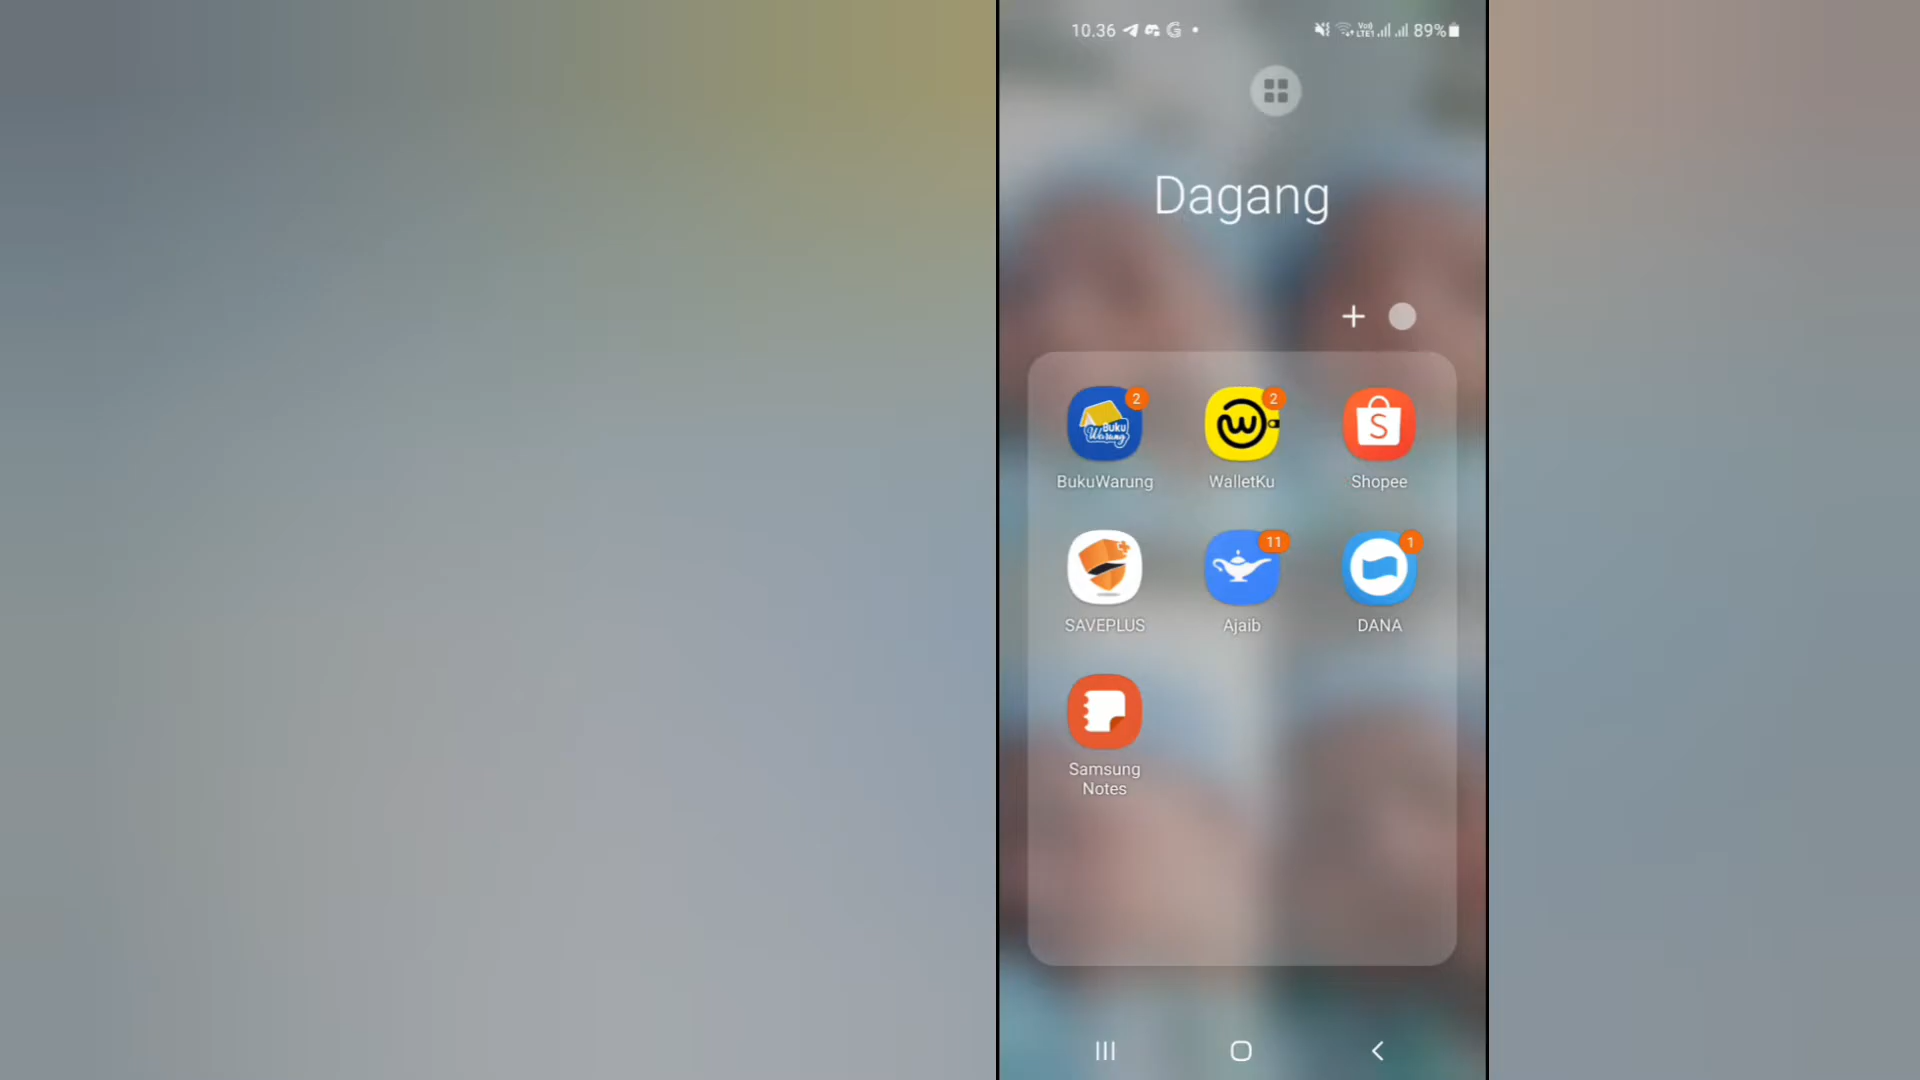 10.36
89%
Dagang
2
2
BukuWarung
WalletKu
Shopee
11
1
SAVEPLUS
Ajaib
DANA
Samsung
Notes